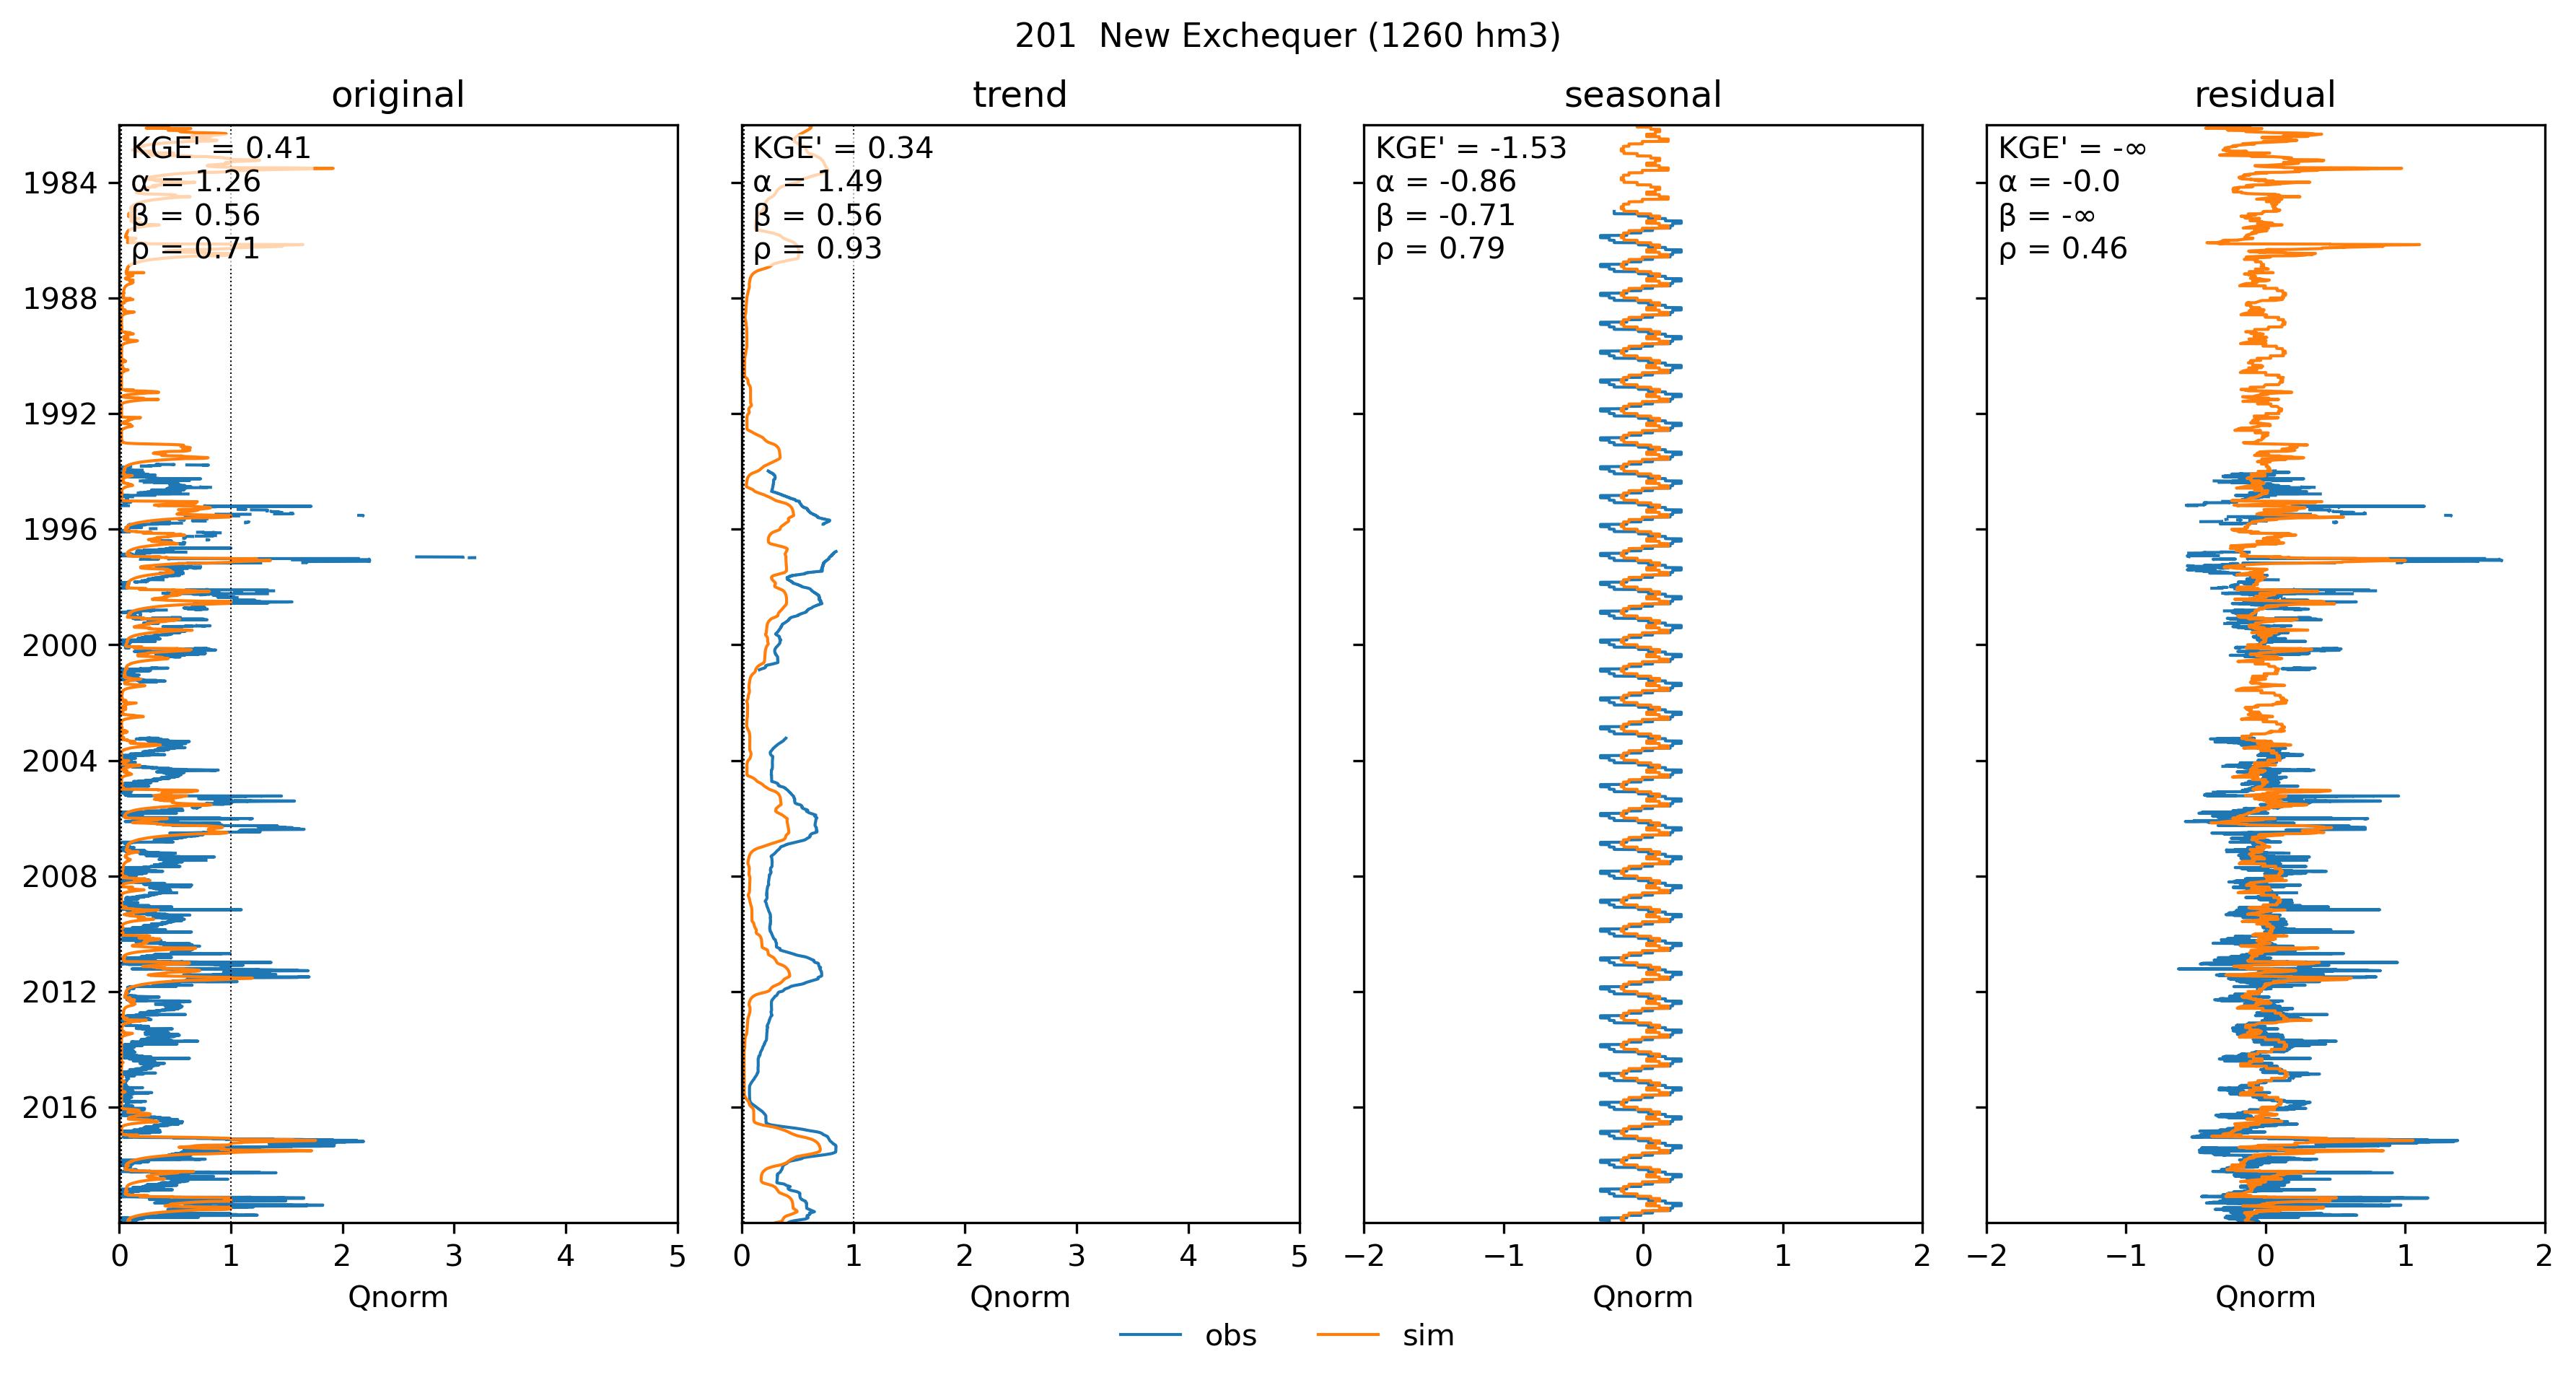 201  New Exchequer (1260 hm3)
original
trend
seasonal
residual
KGE' = 0.41
α = 1.26
β = 0.56
ρ = 0.71
KGE' = 0.34
α = 1.49
β = 0.56
ρ = 0.93
KGE' = -1.53
α = -0.86
β = -0.71
ρ = 0.79
KGE' = -∞
α = -0.0
β = -∞
ρ = 0.46
1984
1988
1992
1996
2000
2004
2008
2012
2016
0 1 2 3 4 5
0 1 2 3 4 5
−2 −1 0 1 2
−2 −1 0 1 2
Qnorm
Qnorm
Qnorm
Qnorm
obs
sim